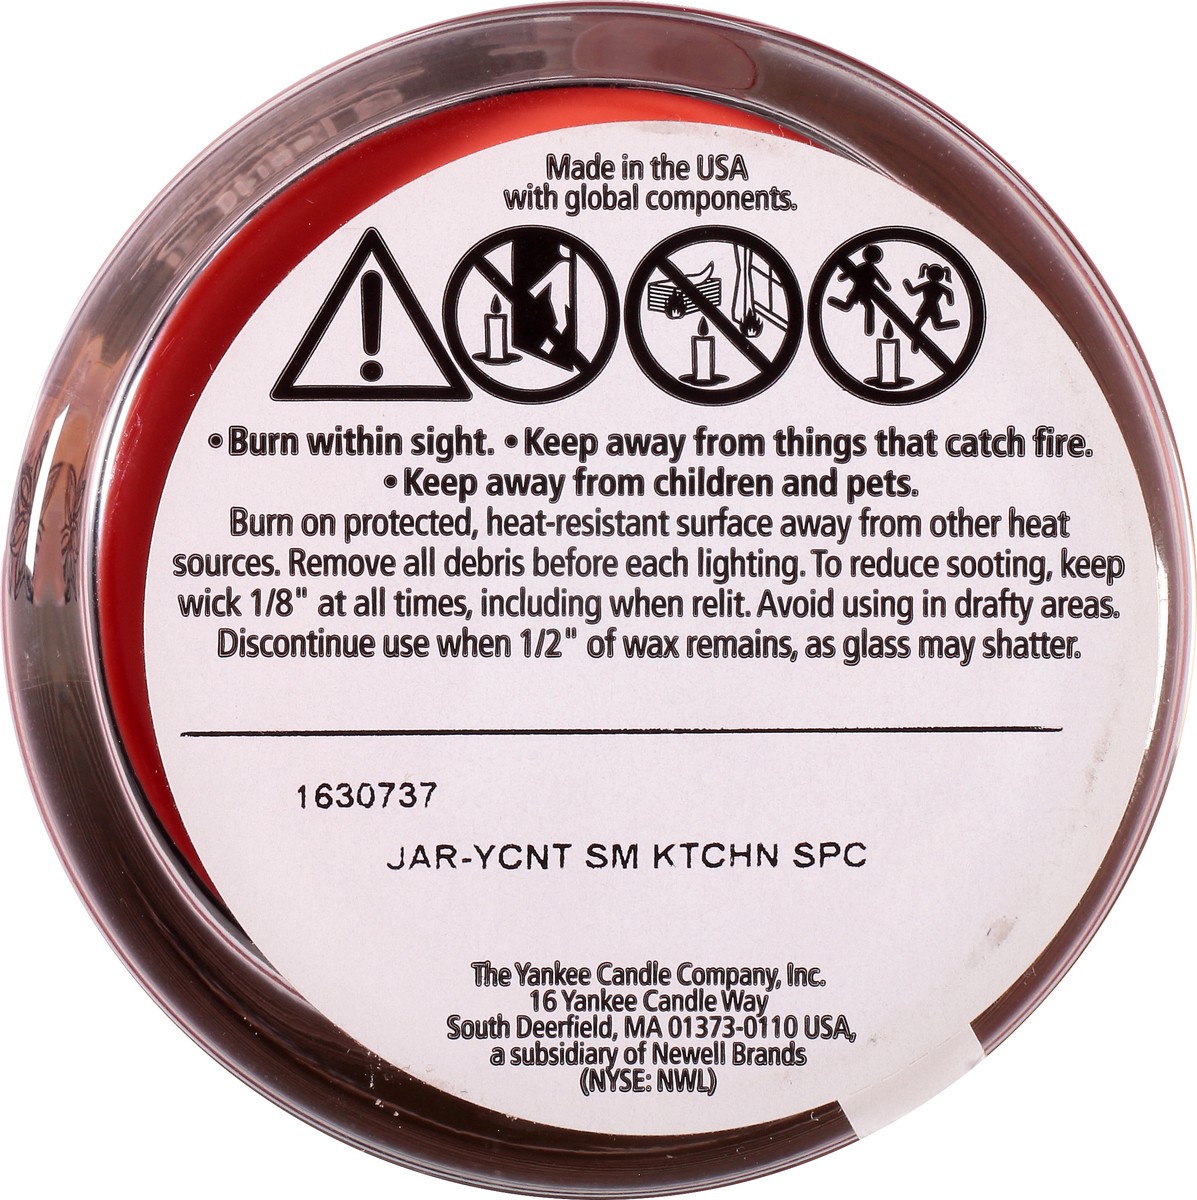 Made in the USA
with global components.
• Burn within sight. • Keep away from things that catch fire.
• Keep away from children and pets.
Burn on protected, heat-resistant surface away from other heat
sources. Remove all debris before each lighting. To reduce sooting, keep
wick 1/8" at all times, including when relit. Avoid using in drafty areas.
Discontinue use when 1/2" of wax remains, as glass may shatter.
1630737
JAR-YCNT SM KTCHN SPC
The Yankee Candle Company, Inc.
16 Yankee Candle Way
South Deerfield, MA 01373-0110 USA,
a subsidiary of Newell Brands
(NYSE: NWL)